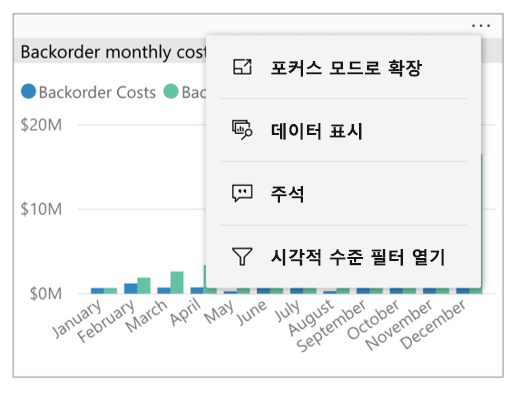 ...
Backorder monthly cost
포커스 모드로 확장
Backorder Costs Bac
$20M
데이터 표시
주석
$10M
시각적 수준 필터 열기
$0M
January February March April May June July August September October November December